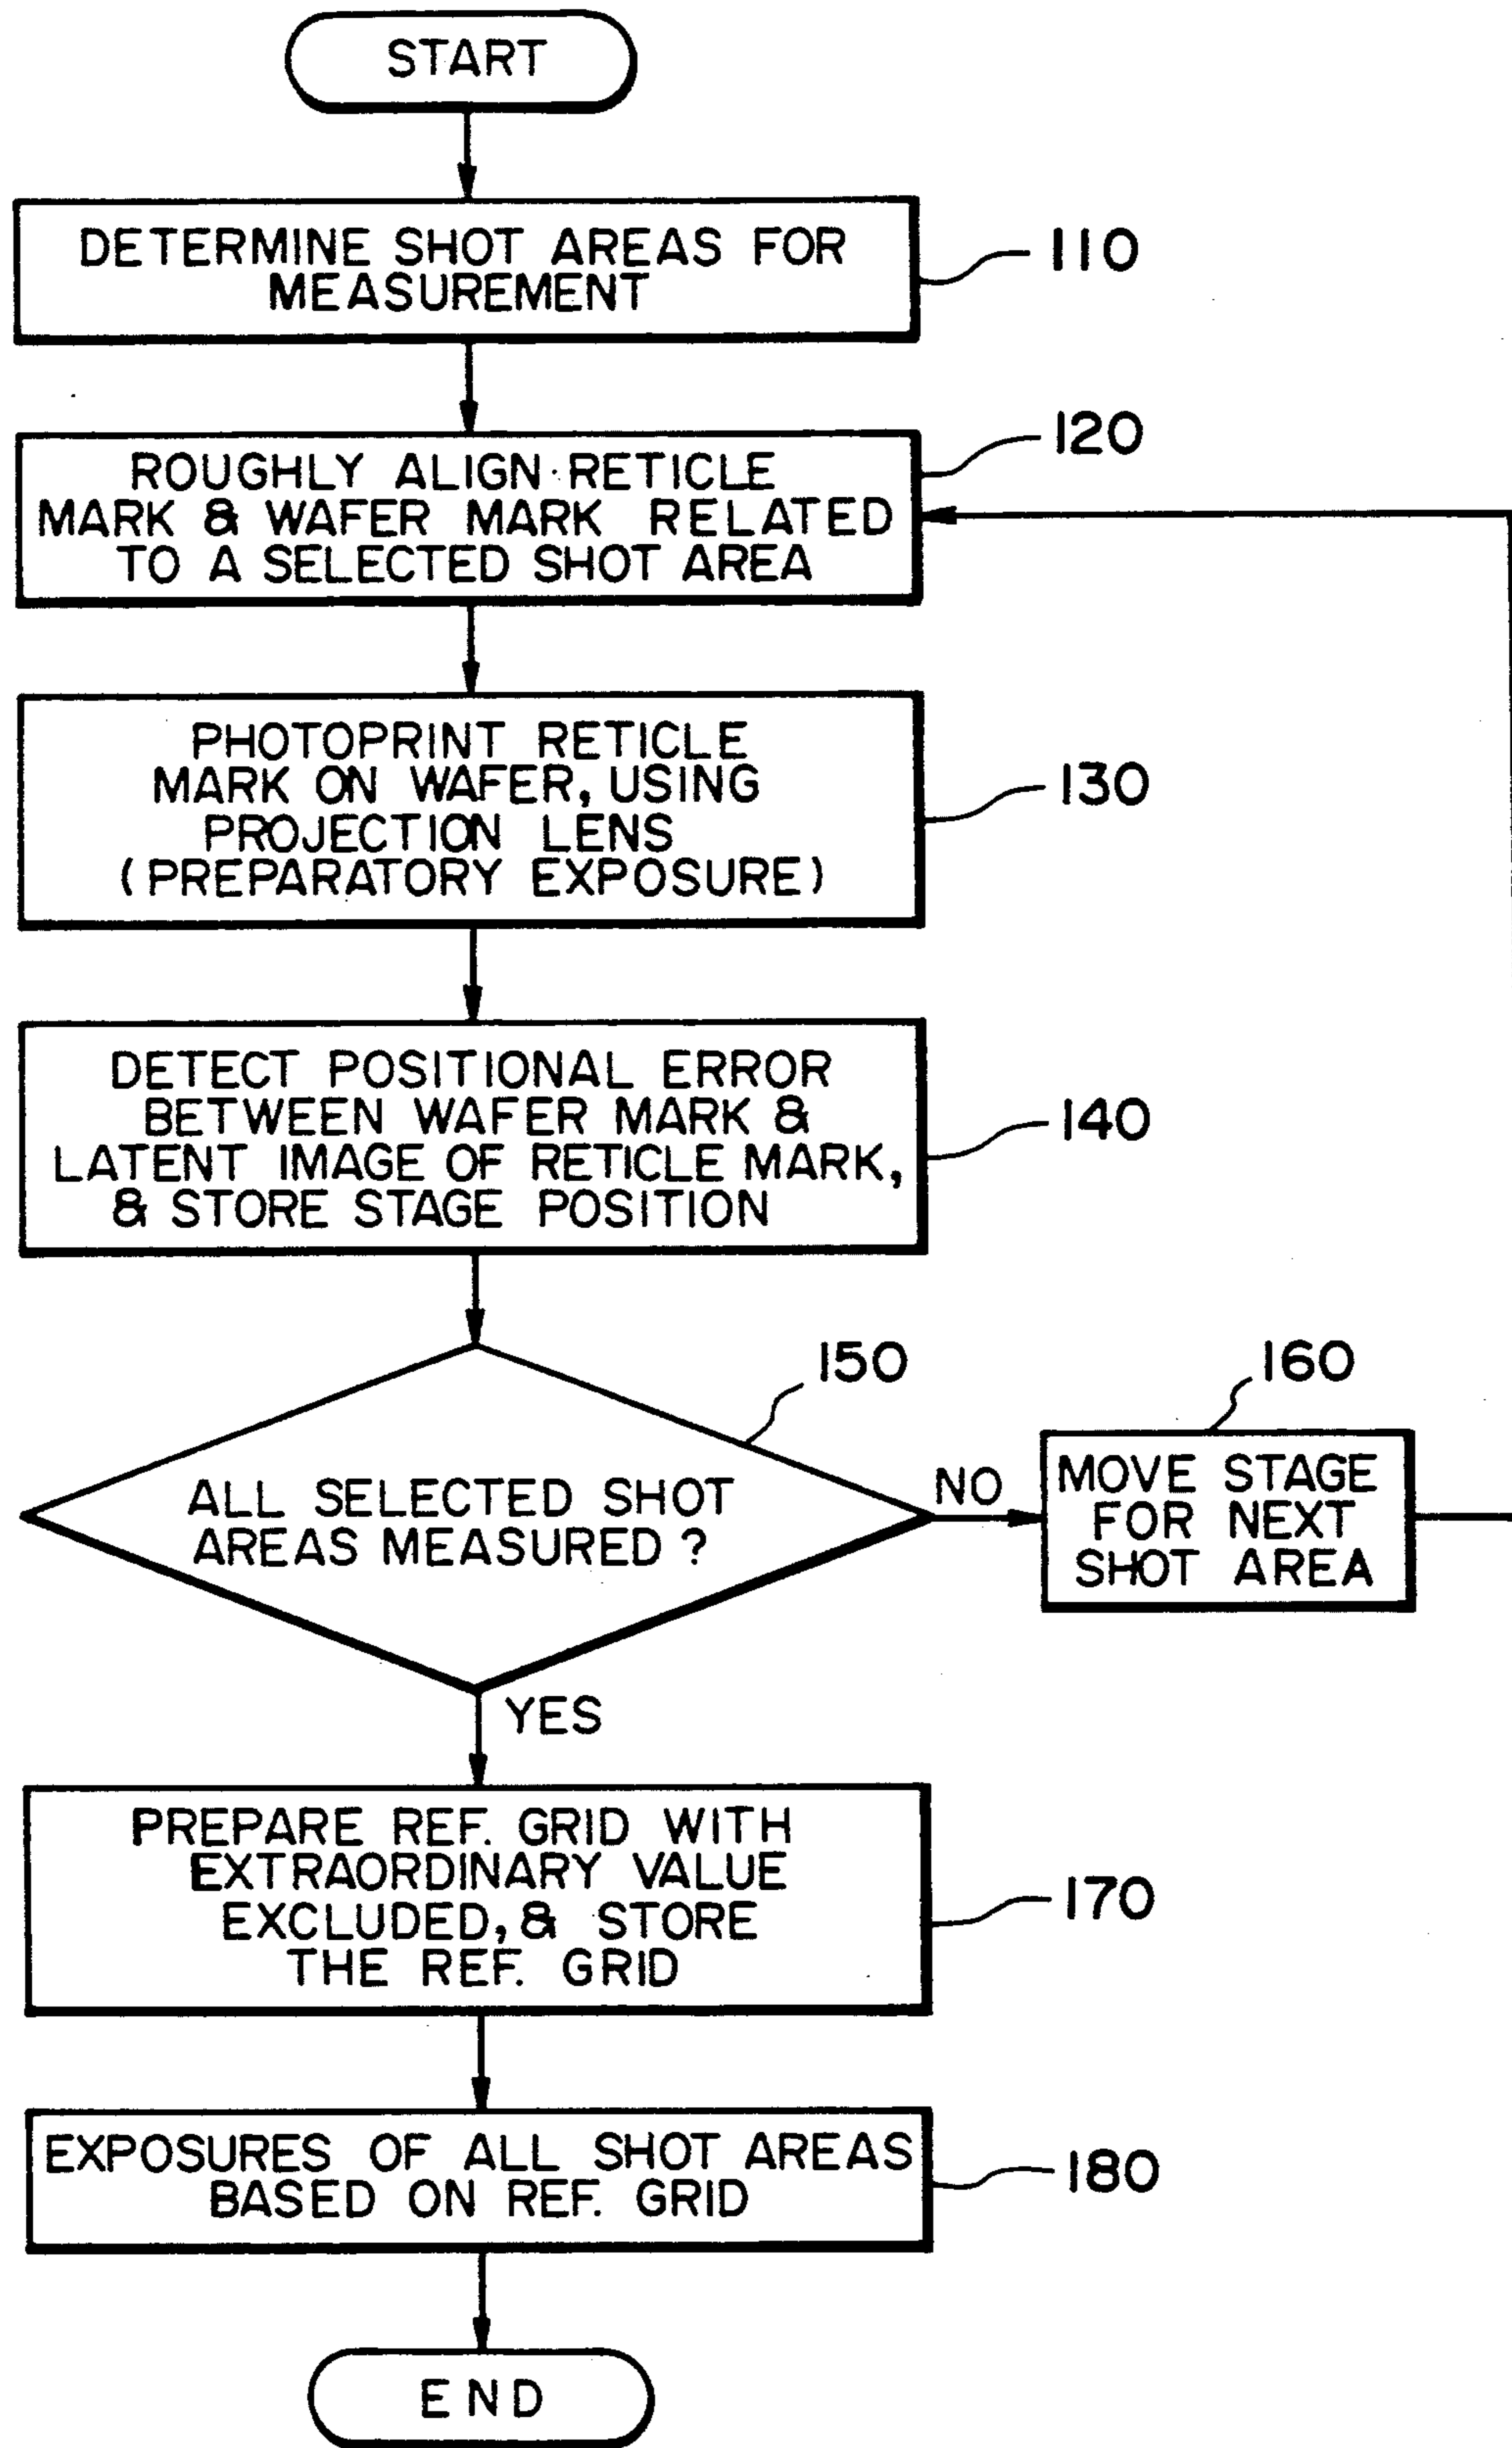 START
DETERMINE SHOT AREAS FOR
MEASUREMENT
110
ROUGHLY ALIGN RETICLE
MARK & WAFER MARK RELATED
TO A SELECTED SHOT AREA
120
PHOTOPRINT RETICLE
MARK ON WAFER, USING
PROJECTION LENS
(PREPARATORY EXPOSURE)
130
DETECT POSITIONAL ERROR
BETWEEN WAFER MARK &
LATENT IMAGE OF RETICLE MARK,
& STORE STAGE POSITION
140
ALL SELECTED SHOT
AREAS MEASURED ?
150
NO
MOVE STAGE
FOR NEXT
SHOT AREA
160
YES
PREPARE REF. GRID WITH
EXTRAORDINARY VALUE
EXCLUDED, & STORE
THE REF. GRID
170
EXPOSURES OF ALL SHOT AREAS
BASED ON REF. GRID
180
END